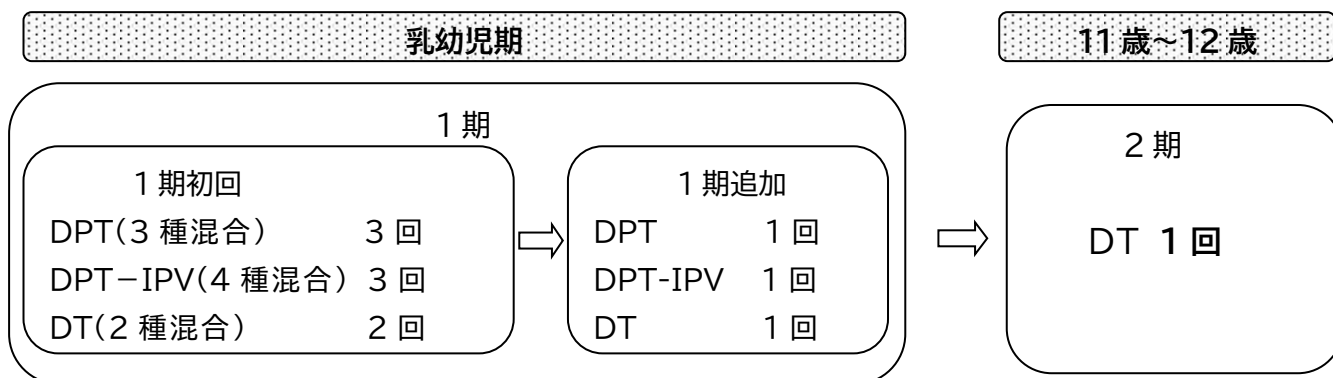 乳幼児期
11歳～12歳
1期
1期初回
DPT(3種混合) 3回
DPT－IPV(4種混合) 3回
DT(2種混合) 2回
1期追加
DPT 1回
DPT-IPV 1回
DT 1回
2期
DT 1回